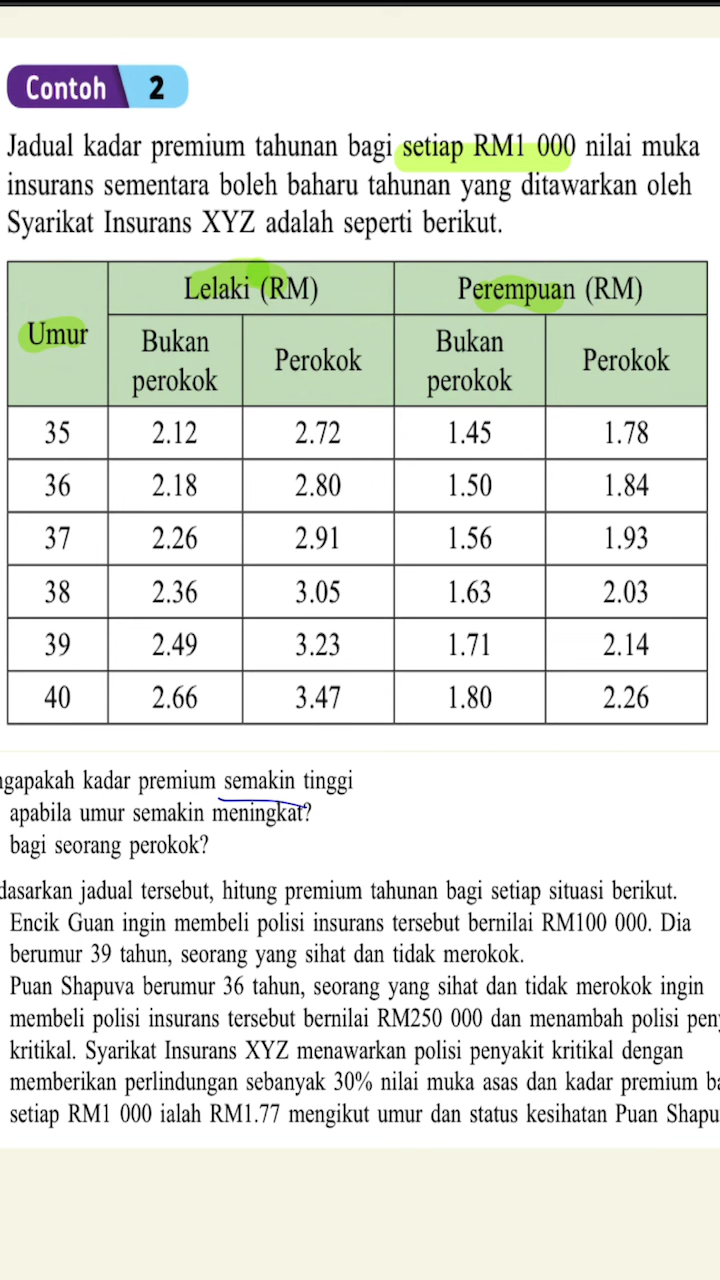 Contoh 2
Jadual kadar premium tahunan bagi setiap RM1 000 nilai muka
insurans sementara boleh baharu tahunan yang ditawarkan oleh
Syarikat Insurans XYZ adalah seperti berikut.
Umur Lelaki (RM) Perempuan (RM)
Bukan perokok Perokok Bukan perokok Perokok
35 2.12 2.72 1.45 1.78
36 2.18 2.80 1.50 1.84
37 2.26 2.91 1.56 1.93
38 2.36 3.05 1.63 2.03
39 2.49 3.23 1.71 2.14
40 2.66 3.47 1.80 2.26
kadar premium semakin tinggi
apabila umur semakin meningkat?
bagi seorang perokok?
jadual tersebut, hitung premium tahunan bagi setiap situasi berikut.
Encik Guan ingin membeli polisi insurans tersebut bernilai RM100 000. Dia
berumur 39 tahun, seorang yang sihat dan tidak merokok.
Puan Shapuva berumur 36 tahun, seorang yang sihat dan tidak merokok ingin
membeli polisi insurans tersebut bernilai RM250 000 dan menambah polisi
kritikal. Syarikat Insurans XYZ menawarkan polisi penyakit kritikal dengan
memberikan perlindungan sebanyak 30% nilai muka asas dan kadar premium
setiap RM1 000 ialah RM1.77 mengikut umur dan status kesihatan Puan